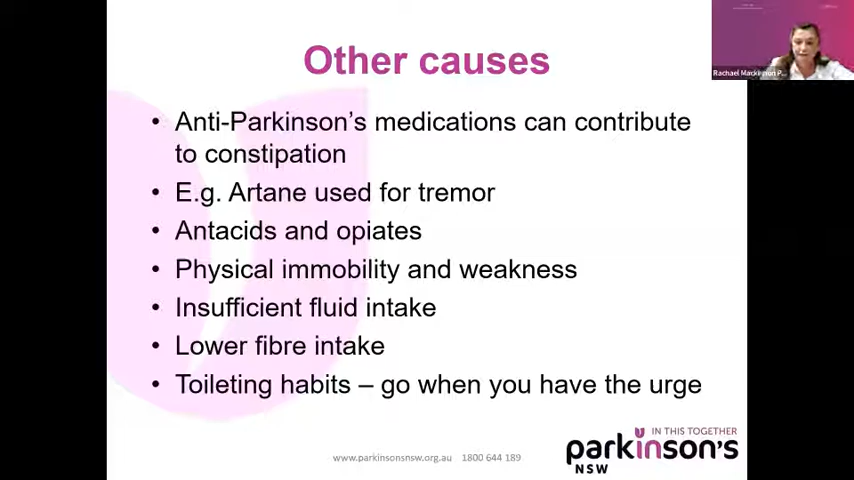 Other causes
Rachael Mackinnon P...
• Anti-Parkinson's medications can contribute
to constipation
• E.g. Artane used for tremor
• Antacids and opiates
• Physical immobility and weakness
• Insufficient fluid intake
• Lower fibre intake
• Toileting habits – go when you have the urge
IN THIS TOGETHER
parkinson's
NSW
www.parkinsonsnsw.org.au 1800 644 189